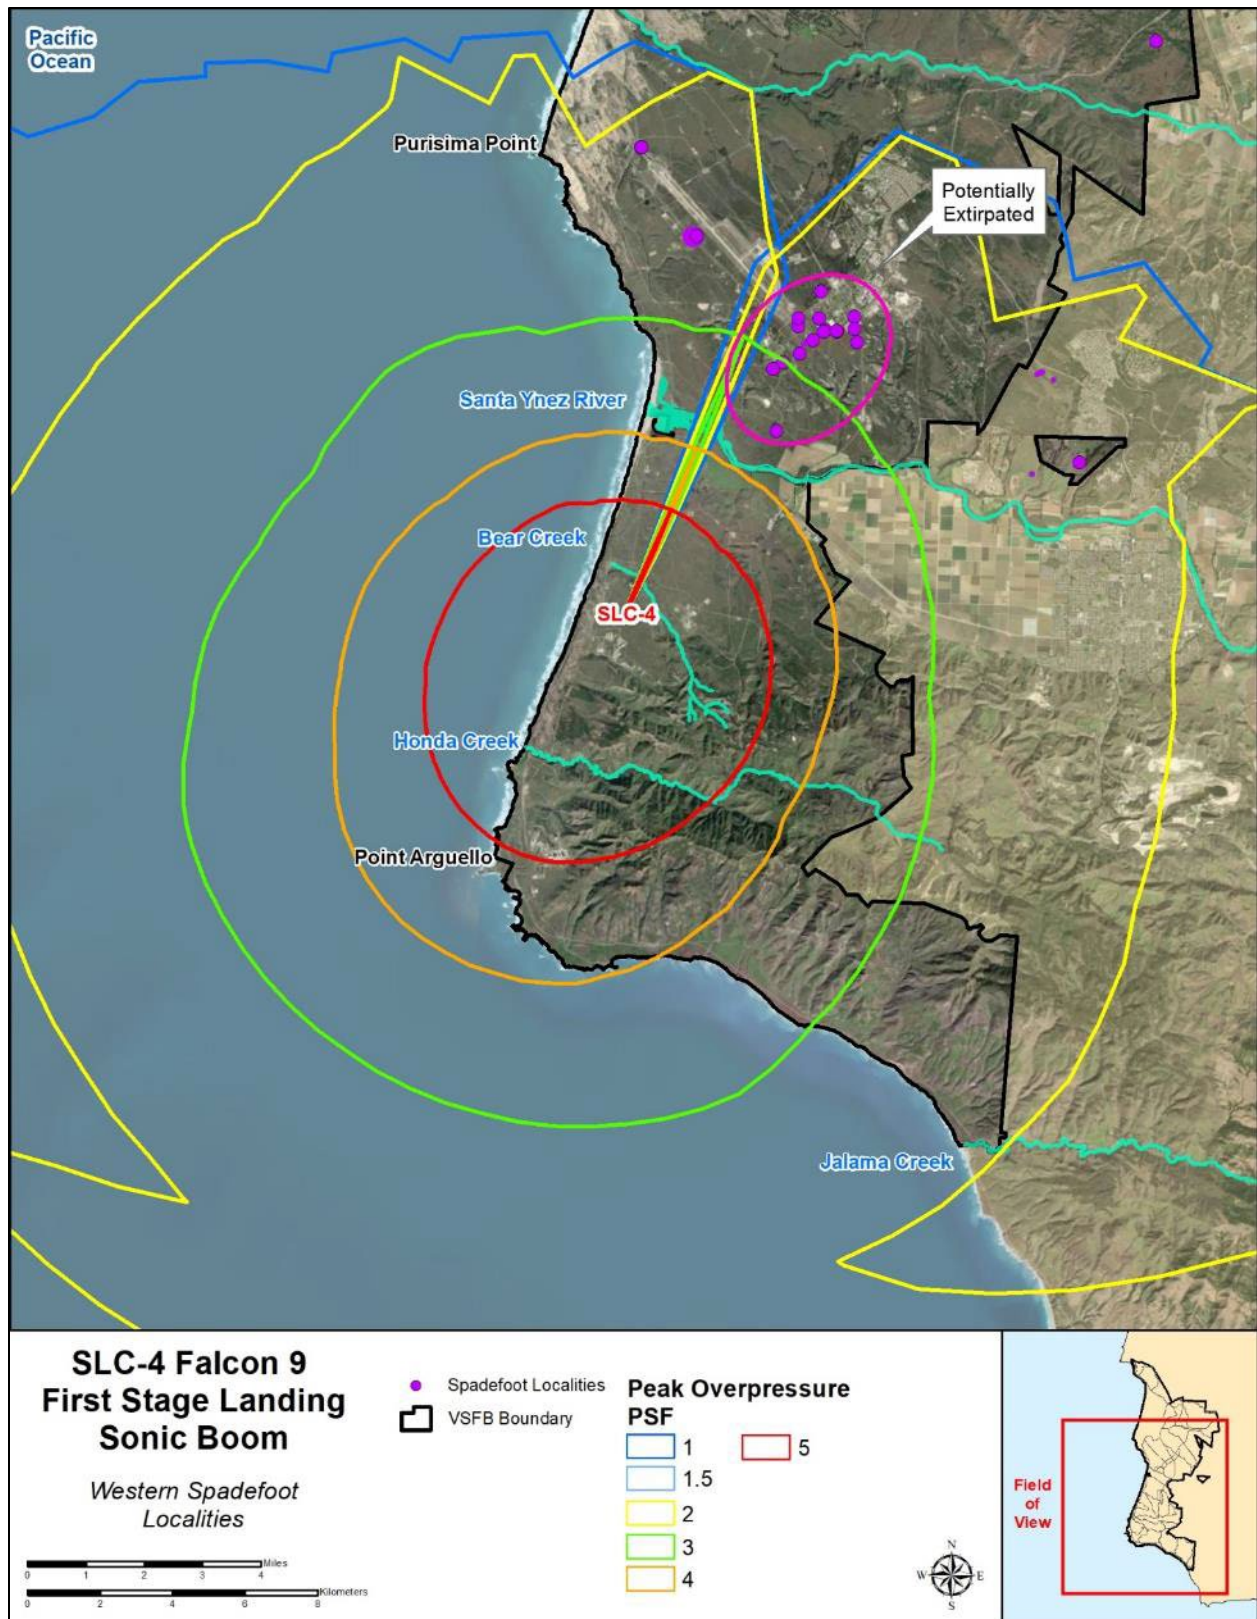 Pacific
Ocean
Purisima Point
Potentially
Extirpated
Santa Ynez River
Bear Creek
SLC-4
Honda Creek
Point Arguello
Jalama Creek
SLC-4 Falcon 9
First Stage Landing
Sonic Boom
Western Spadefoot
Localities
Miles
0 1 2 3 4
Kilometers
0 2 4 6 8
Spadefoot Localities
VSFB Boundary
Peak Overpressure
PSF
1
1.5
2
3
4
5
N
W E
S
Field
of
View